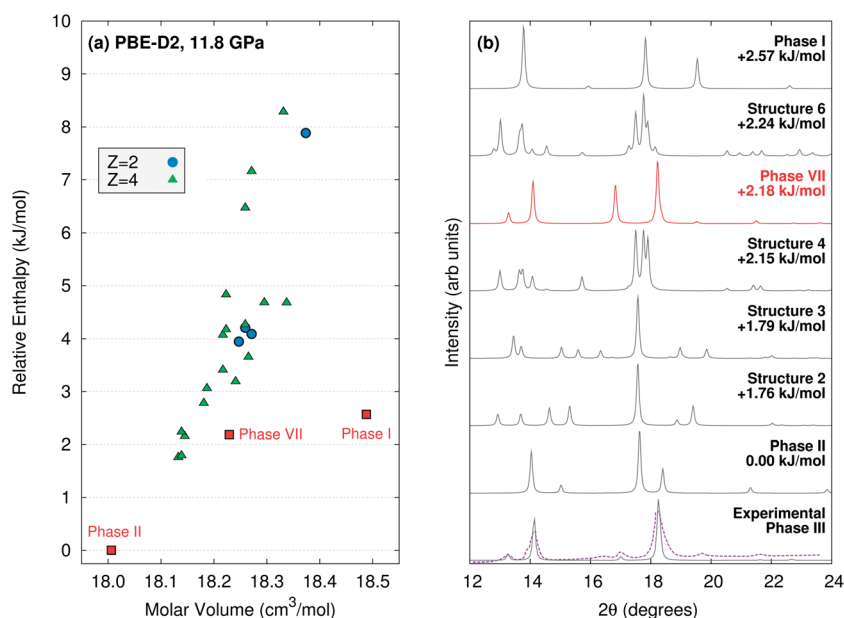 (a) PBE-D2, 11.8 GPa
10
9
8
7
6
5
4
3
2
1
0
Relative Enthalpy (kJ/mol)
Z=2
Z=4
Phase VII
Phase I
Phase II
18.0
18.1
18.2
18.3
18.4
18.5
Molar Volume (cm3/mol)
(b)
Intensity (arb units)
Phase I
+2.57 kJ/mol
Structure 6
+2.24 kJ/mol
Phase VII
+2.18 kJ/mol
Structure 4
+2.15 kJ/mol
Structure 3
+1.79 kJ/mol
Structure 2
+1.76 kJ/mol
Phase II
0.00 kJ/mol
Experimental
Phase III
12
14
16
18
20
22
24
2θ (degrees)